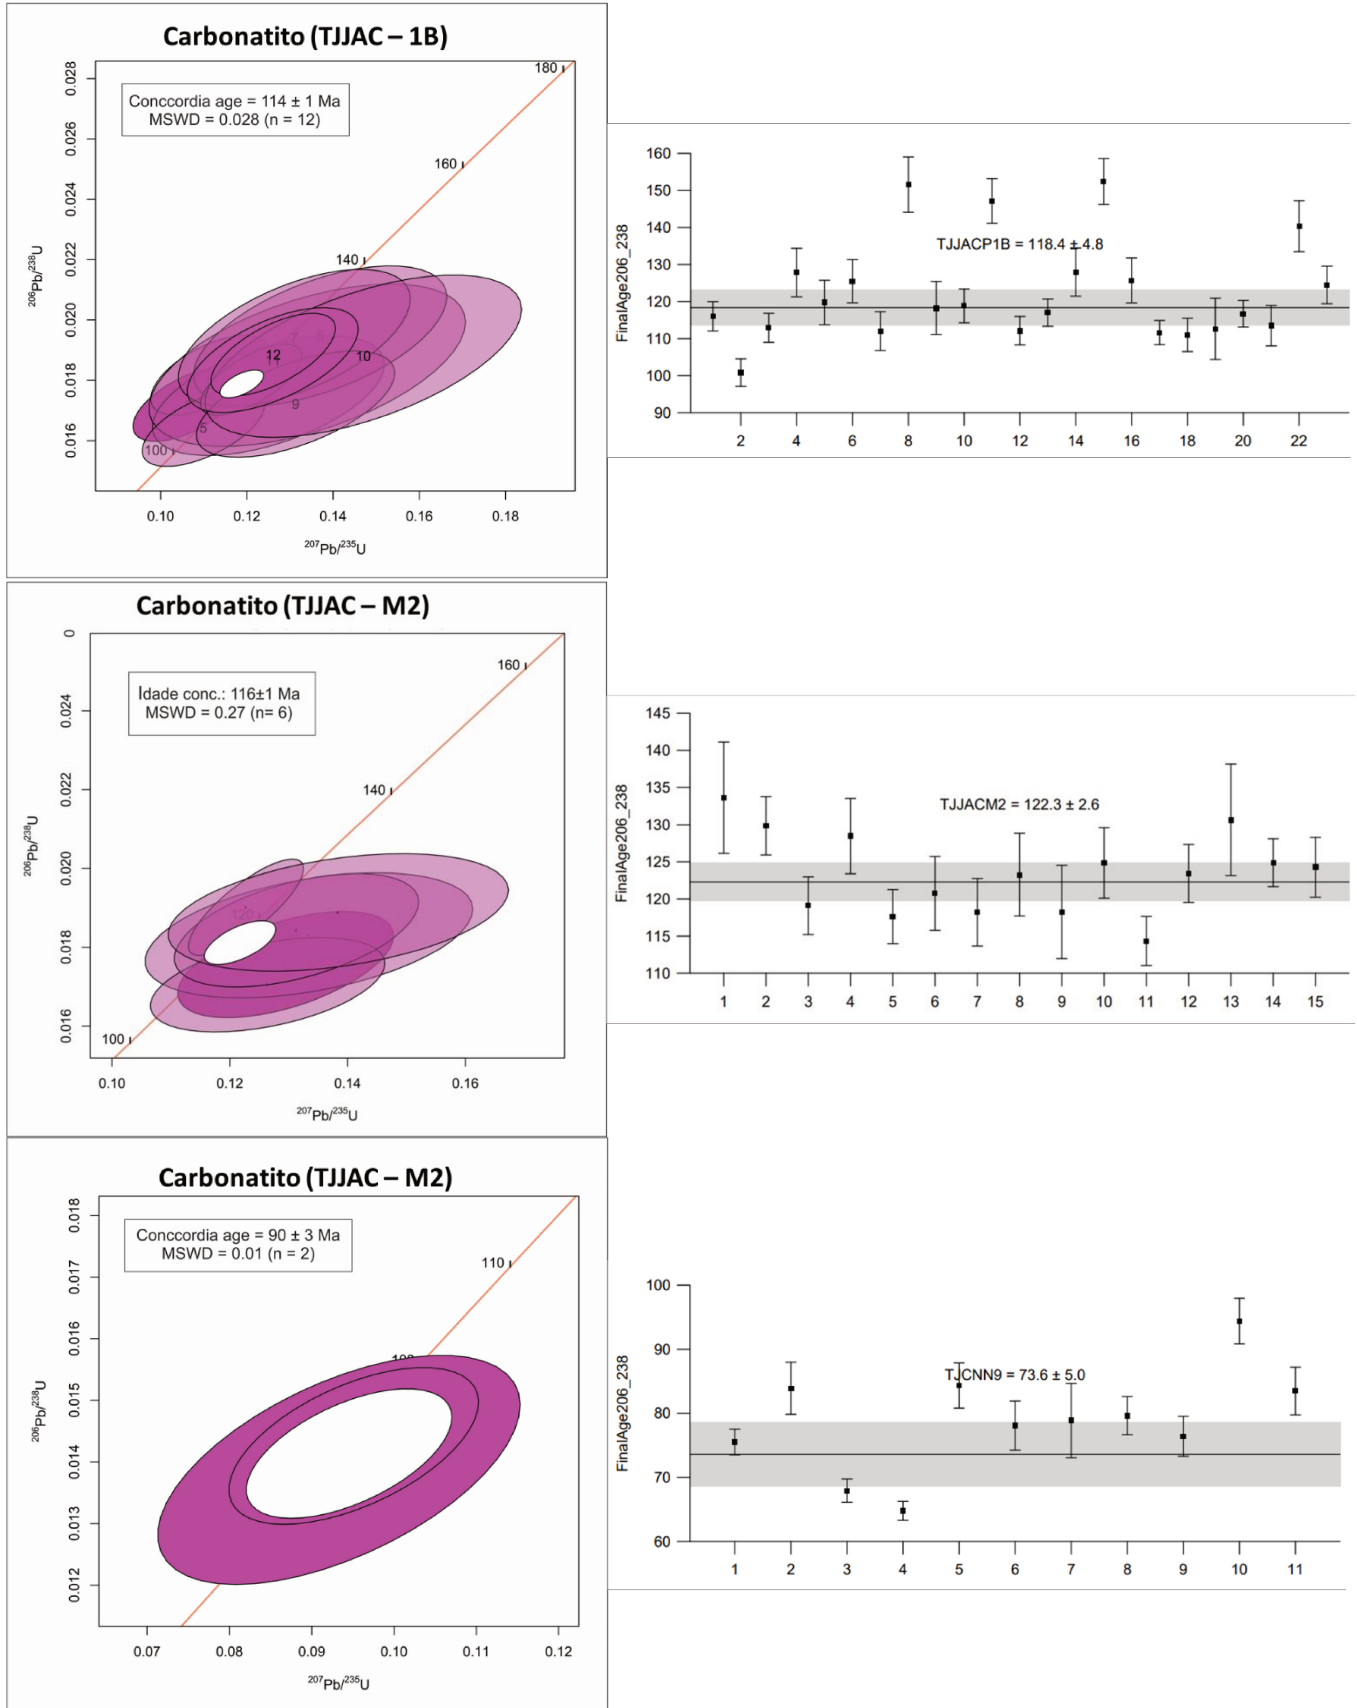 Carbonatito (TJJAC – 1B)
Conccordia age = 114 ± 1 Ma
MSWD = 0.028 (n = 12)
180
160
140
100
12
10
9
5
0.028
0.026
0.024
0.022
0.020
0.018
0.016
206Pb/238U
0.10 0.12 0.14 0.16 0.18
207Pb/235U
160
150
140
130
120
110
100
90
FinalAge206_238
TJJACP1B = 118.4 ± 4.8
2 4 6 8 10 12 14 16 18 20 22
Carbonatito (TJJAC – M2)
Idade conc.: 116±1 Ma
MSWD = 0.27 (n= 6)
160
140
120
100
0
0.024
0.022
0.020
0.018
0.016
206Pb/238U
0.10 0.12 0.14 0.16
207Pb/235U
145
140
135
130
125
120
115
110
FinalAge206_238
TJJACM2 = 122.3 ± 2.6
1 2 3 4 5 6 7 8 9 10 11 12 13 14 15
Carbonatito (TJJAC – M2)
Conccordia age = 90 ± 3 Ma
MSWD = 0.01 (n = 2)
110
0.018
0.017
0.016
0.015
0.014
0.013
0.012
206Pb/238U
0.07 0.08 0.09 0.10 0.11 0.12
207Pb/235U
100
90
80
70
60
FinalAge206_238
TJCNN9 = 73.6 ± 5.0
1 2 3 4 5 6 7 8 9 10 11